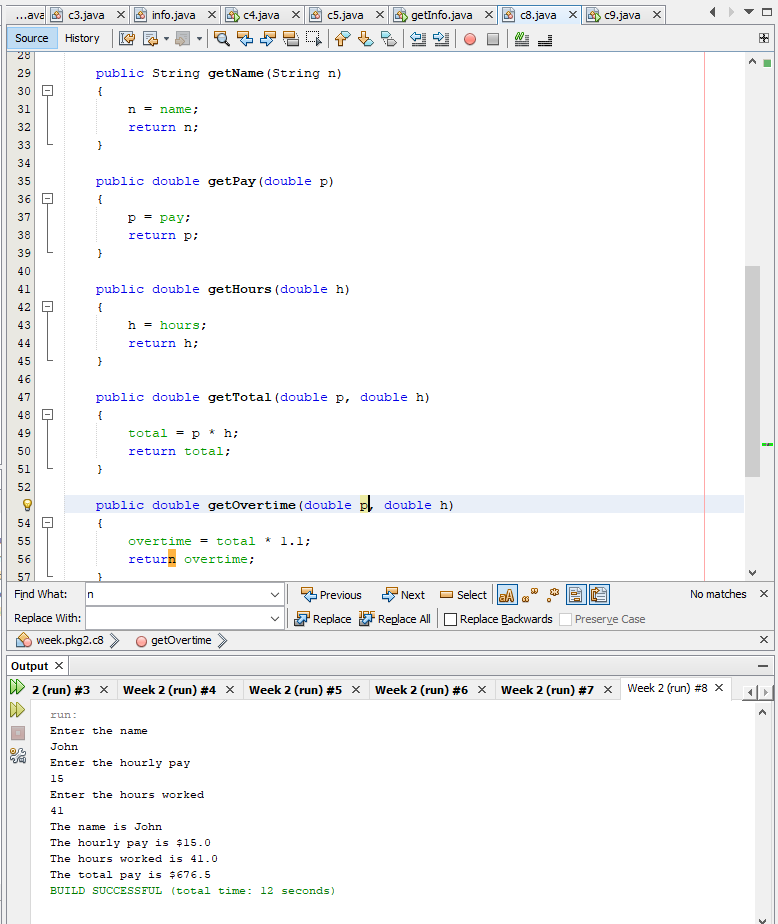 ...ava c3.java info.java c4.java c5.java getInfo.java c8.java c9.java
Source History
28
29 public String getName(String n)
30 {
31 n = name;
32 return n;
33 }
34
35 public double getPay(double p)
36 {
37 p = pay;
38 return p;
39 }
40
41 public double getHours(double h)
42 {
43 h = hours;
44 return h;
45 }
46
47 public double getTotal(double p, double h)
48 {
49 total = p * h;
50 return total;
51 }
52
public double getOvertime(double p, double h)
54 {
55 overtime = total * 1.1;
56 return overtime;
57 }
Find What: n Previous Next Select aA No matches
Replace With: Replace Replace All Replace Backwards Preserve Case
week.pkg2.c8 getOvertime
Output
2 (run) #3 Week 2 (run) #4 Week 2 (run) #5 Week 2 (run) #6 Week 2 (run) #7 Week 2 (run) #8
run:
Enter the name
John
Enter the hourly pay
15
Enter the hours worked
41
The name is John
The hourly pay is $15.0
The hours worked is 41.0
The total pay is $676.5
BUILD SUCCESSFUL (total time: 12 seconds)